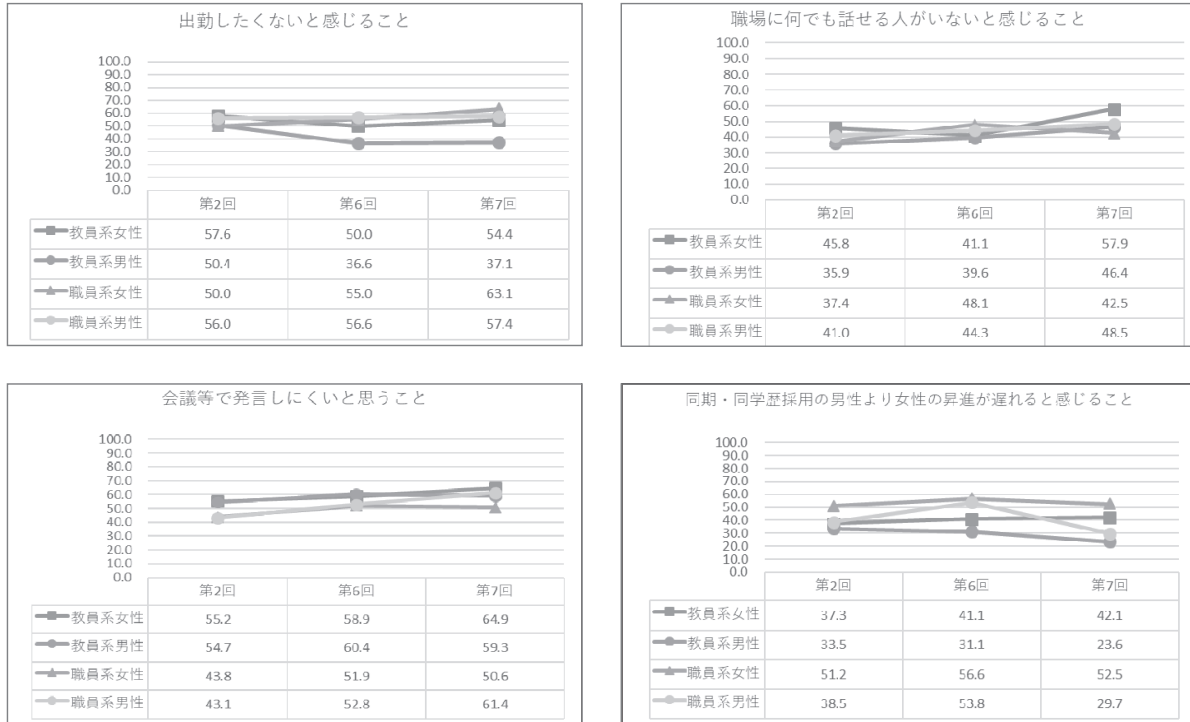 出勤したくないと感じること
100.0
90.0
80.0
70.0
60.0
50.0
40.0
30.0
20.0
10.0
0.0
第2回 第6回 第7回
教員系女性 57.6 50.0 54.4
教員系男性 50.4 36.6 37.1
職員系女性 50.0 55.0 63.1
職員系男性 56.0 56.6 57.4
職場に何でも話せる人がいないと感じること
100.0
90.0
80.0
70.0
60.0
50.0
40.0
30.0
20.0
10.0
0.0
第2回 第6回 第7回
教員系女性 45.8 41.1 57.9
教員系男性 35.9 39.6 46.4
職員系女性 37.4 48.1 42.5
職員系男性 41.0 44.3 48.5
会議等で発言しにくいと思うこと
100.0
90.0
80.0
70.0
60.0
50.0
40.0
30.0
20.0
10.0
0.0
第2回 第6回 第7回
教員系女性 55.2 58.9 64.9
教員系男性 54.7 60.4 59.3
職員系女性 43.8 51.9 50.6
職員系男性 43.1 52.8 61.4
同期・同学歴採用の男性より女性の昇進が遅れると感じること
100.0
90.0
80.0
70.0
60.0
50.0
40.0
30.0
20.0
10.0
0.0
第2回 第6回 第7回
教員系女性 37.3 41.1 42.1
教員系男性 33.5 31.1 23.6
職員系女性 51.2 56.6 52.5
職員系男性 38.5 53.8 29.7